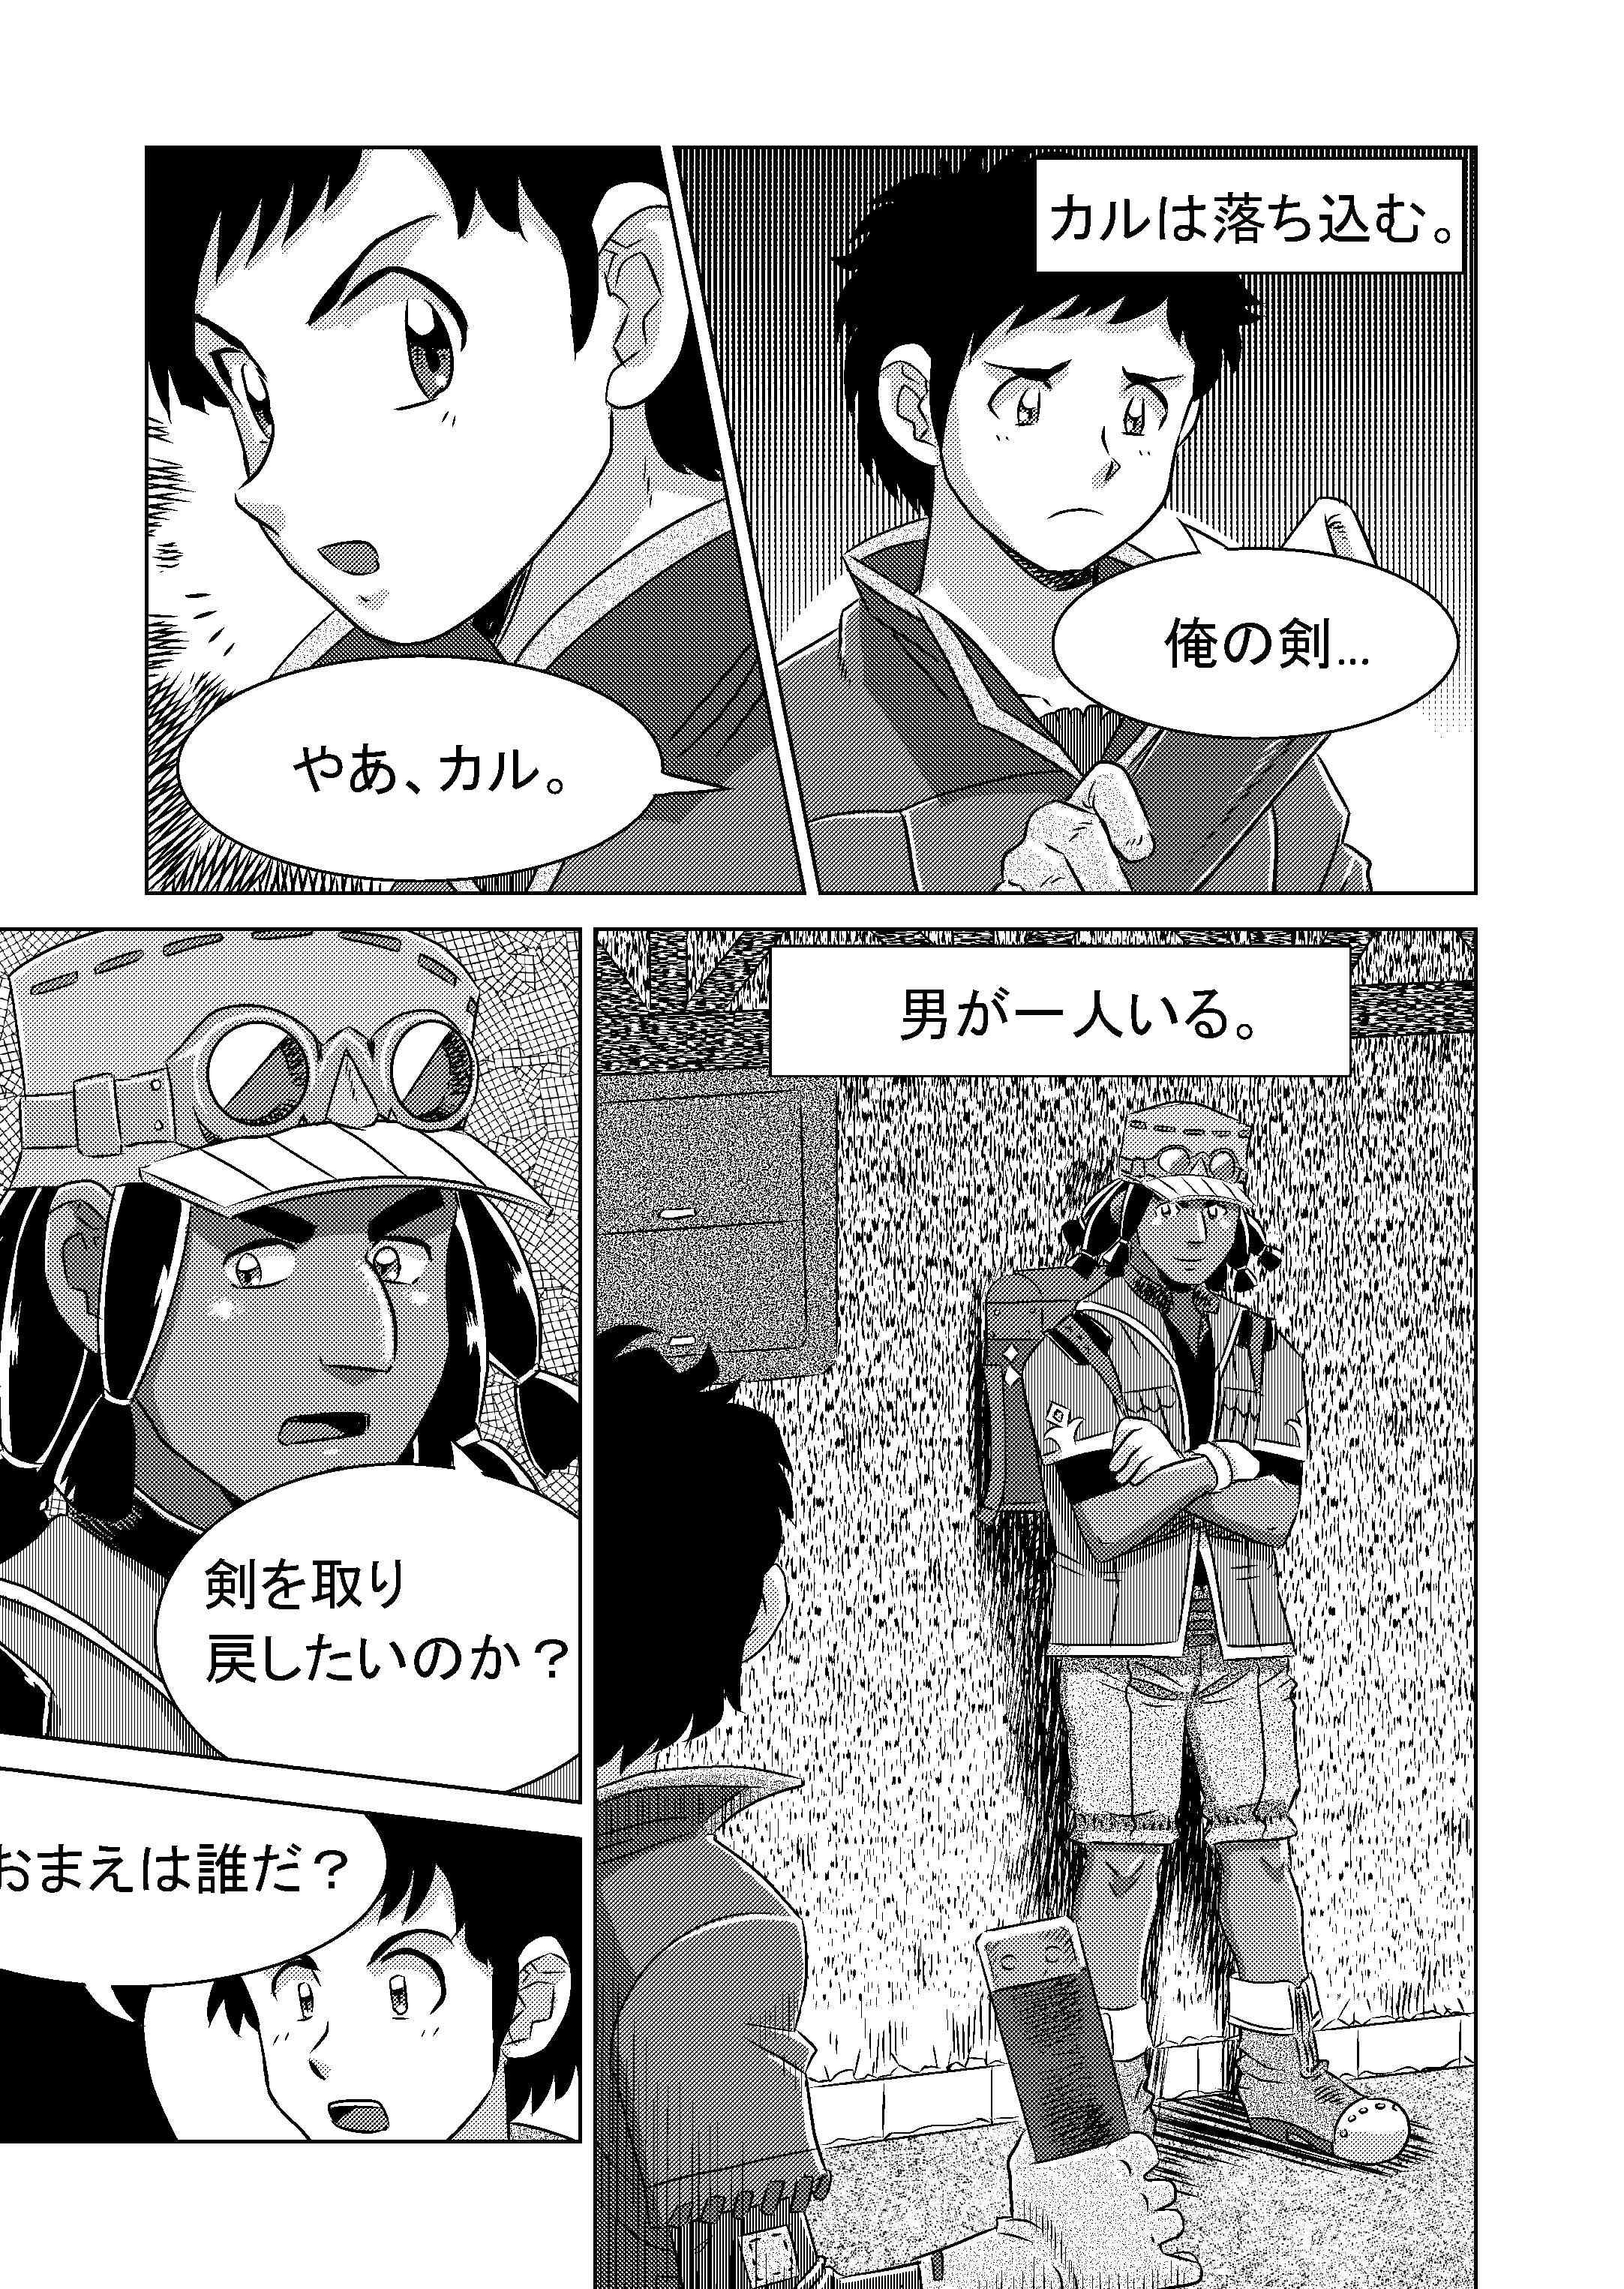 カルは落ち込む。
俺の剣...
やあ、カル。
男が一人いる。
剣を取り
戻したいのか？
おまえは誰だ？